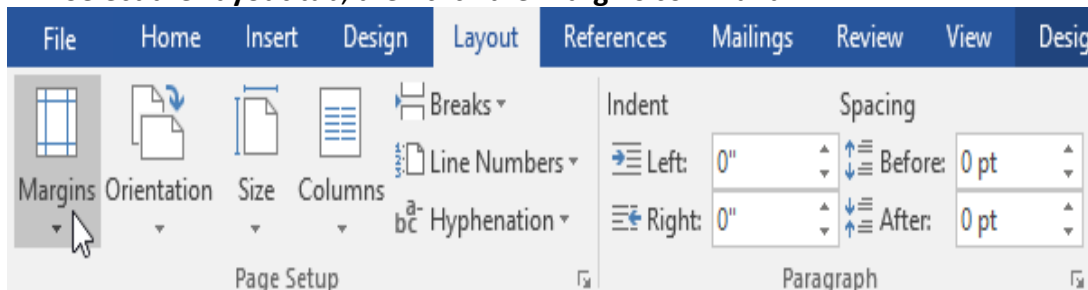 File Home Insert Design Layout References Mailings Review View Desig
Breaks Indent Spacing
Line Numbers Left: 0" Before: 0 pt
Margins Orientation Size Columns
Hyphenation Right: 0" After: 0 pt
Page Setup Paragraph